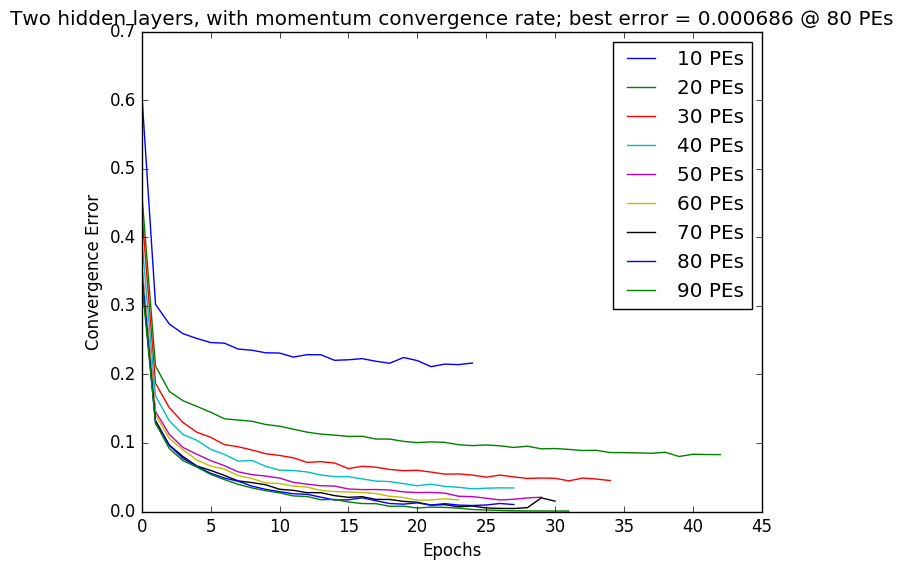 Two hidden layers, with momentum convergence rate; best error = 0.000686 @ 80 PEs
0.7
0.6
0.5
0.4
0.3
0.2
0.1
0.0
Convergence Error
10 PEs
20 PEs
30 PEs
40 PEs
50 PEs
60 PEs
70 PEs
80 PEs
90 PEs
0 5 10 15 20 25 30 35 40 45
Epochs